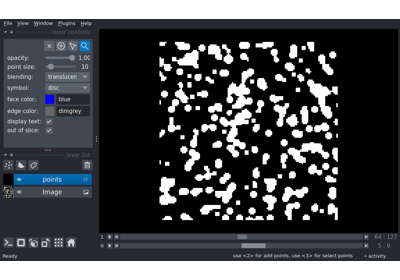 File View Window Plugins Help
layer controls
opacity: 1.00
point size: 10
blending: translucen
symbol: disc
face color: blue
edge color: dimgrey
display text:
out of slice:
layer list
points
Image
1 64 127
0 5 9
Ready use <2> for add points, use <3> for select points activity